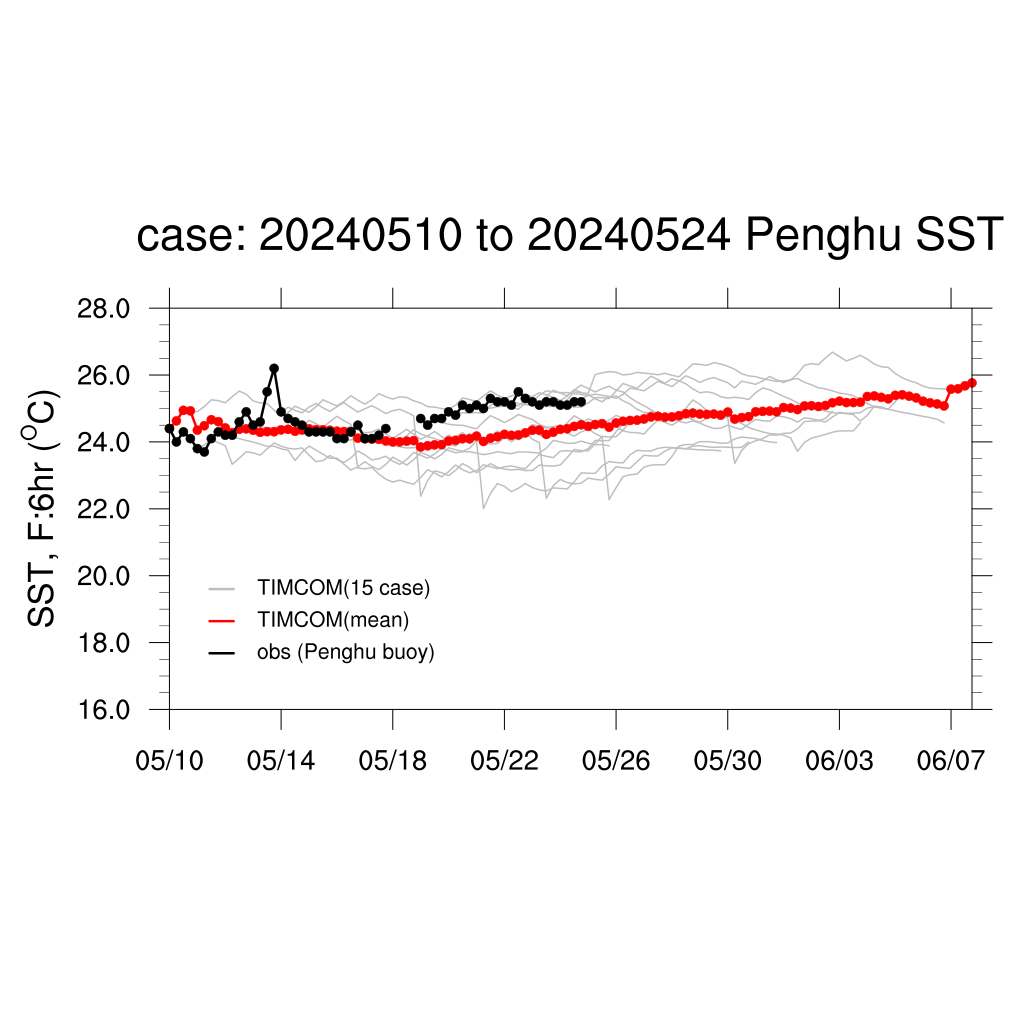 case: 20240510 to 20240524 Penghu SST
SST, F:6hr (°C)
28.0
26.0
24.0
22.0
20.0
18.0
16.0
TIMCOM(15 case)
TIMCOM(mean)
obs (Penghu buoy)
05/10 05/14 05/18 05/22 05/26 05/30 06/03 06/07